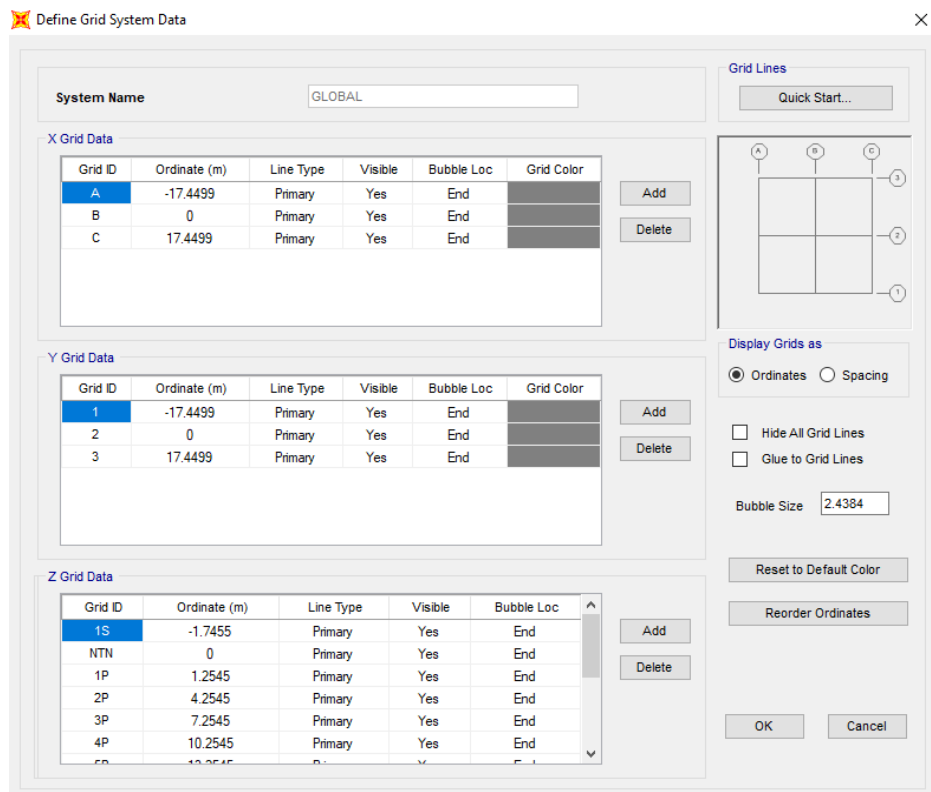 Define Grid System Data
System Name GLOBAL
Grid Lines
Quick Start...
X Grid Data
Grid ID Ordinate (m) Line Type Visible Bubble Loc Grid Color
A -17.4499 Primary Yes End
B 0 Primary Yes End
C 17.4499 Primary Yes End
Add
Delete
A B C
3
2
1
Y Grid Data
Grid ID Ordinate (m) Line Type Visible Bubble Loc Grid Color
1 -17.4499 Primary Yes End
2 0 Primary Yes End
3 17.4499 Primary Yes End
Add
Delete
Display Grids as
Ordinates Spacing
Hide All Grid Lines
Glue to Grid Lines
Bubble Size 2.4384
Z Grid Data
Grid ID Ordinate (m) Line Type Visible Bubble Loc
1S -1.7455 Primary Yes End
NTN 0 Primary Yes End
1P 1.2545 Primary Yes End
2P 4.2545 Primary Yes End
3P 7.2545 Primary Yes End
4P 10.2545 Primary Yes End
Add
Delete
Reset to Default Color
Reorder Ordinates
OK Cancel